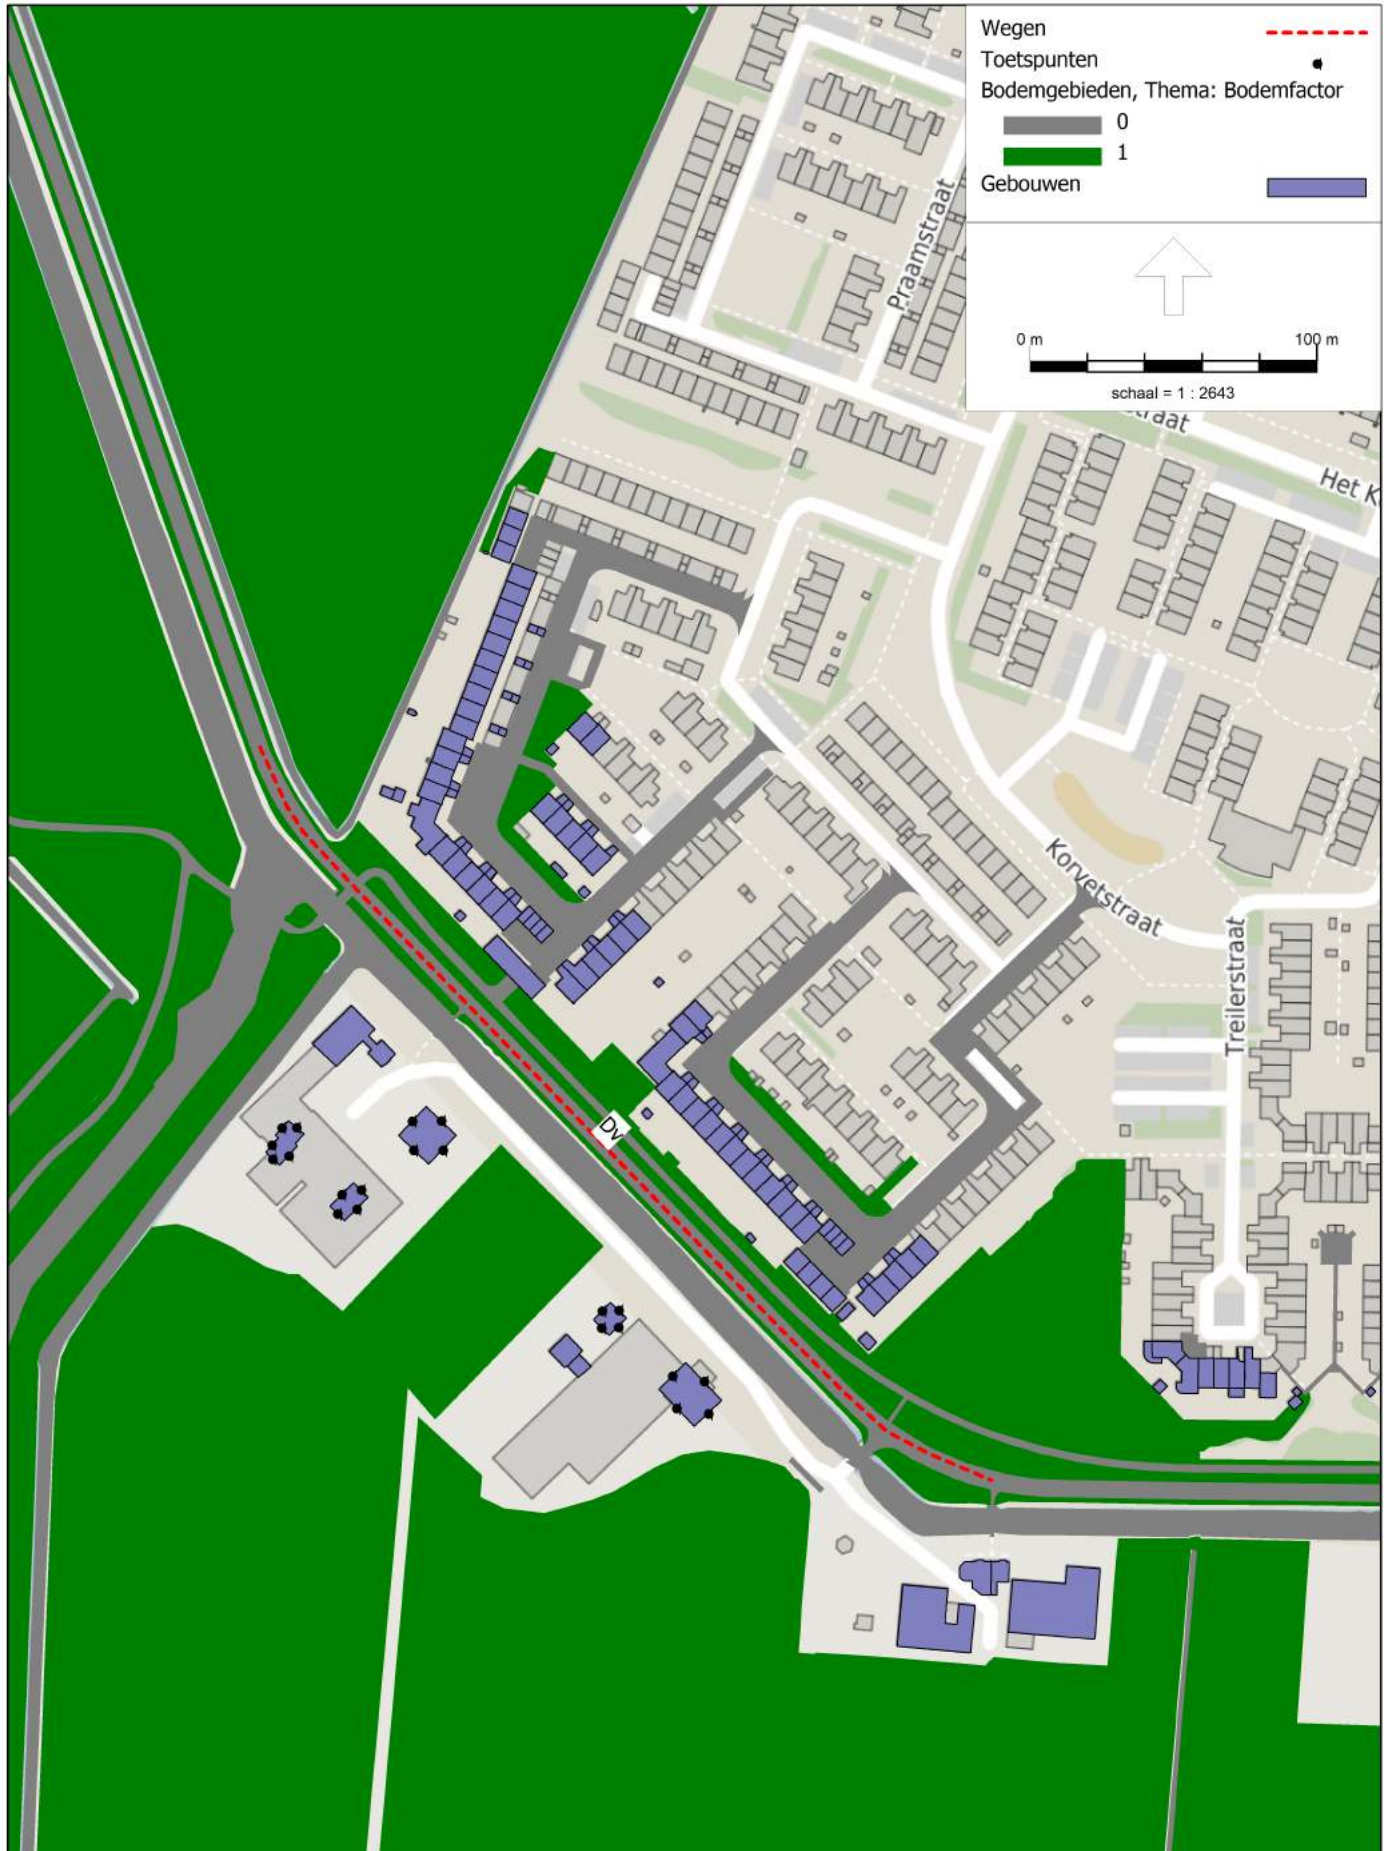 Wegen
Toetspunten
Bodemgebieden, Thema: Bodemfactor
0
1
Gebouwen
0 m 100 m
schaal = 1 : 2643
Praamstraat
Het K
Korvetstraat
Treilerstraat
Dv